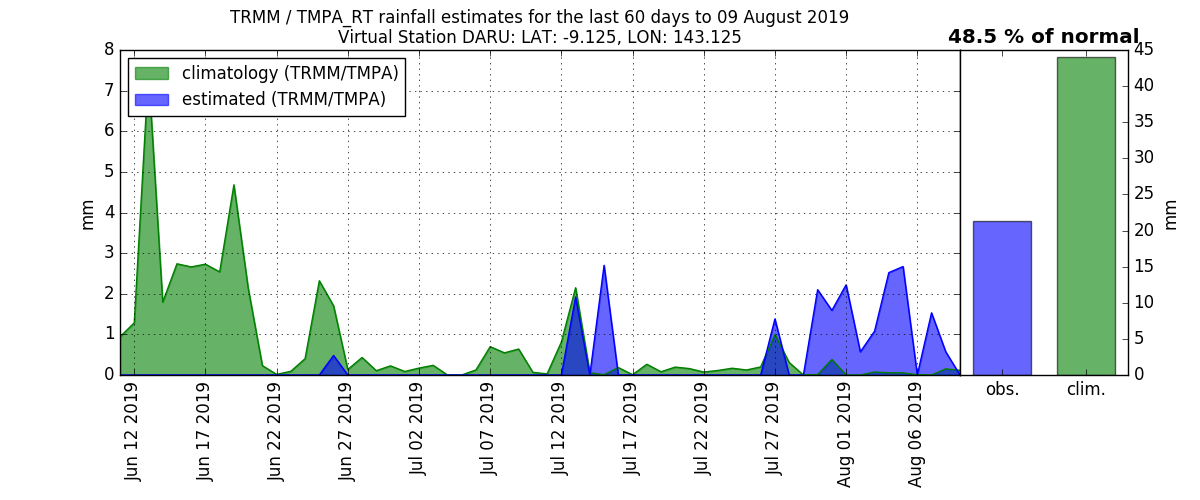 TRMM / TMPA_RT rainfall estimates for the last 60 days to 09 August 2019
Virtual Station DARU: LAT: -9.125, LON: 143.125
48.5 % of normal
climatology (TRMM/TMPA)
estimated (TRMM/TMPA)
mm
8
7
6
5
4
3
2
1
0
Jun 12 2019
Jun 17 2019
Jun 22 2019
Jun 27 2019
Jul 02 2019
Jul 07 2019
Jul 12 2019
Jul 17 2019
Jul 22 2019
Jul 27 2019
Aug 01 2019
Aug 06 2019
obs.
clim.
45
40
35
30
25
20
15
10
5
0
mm